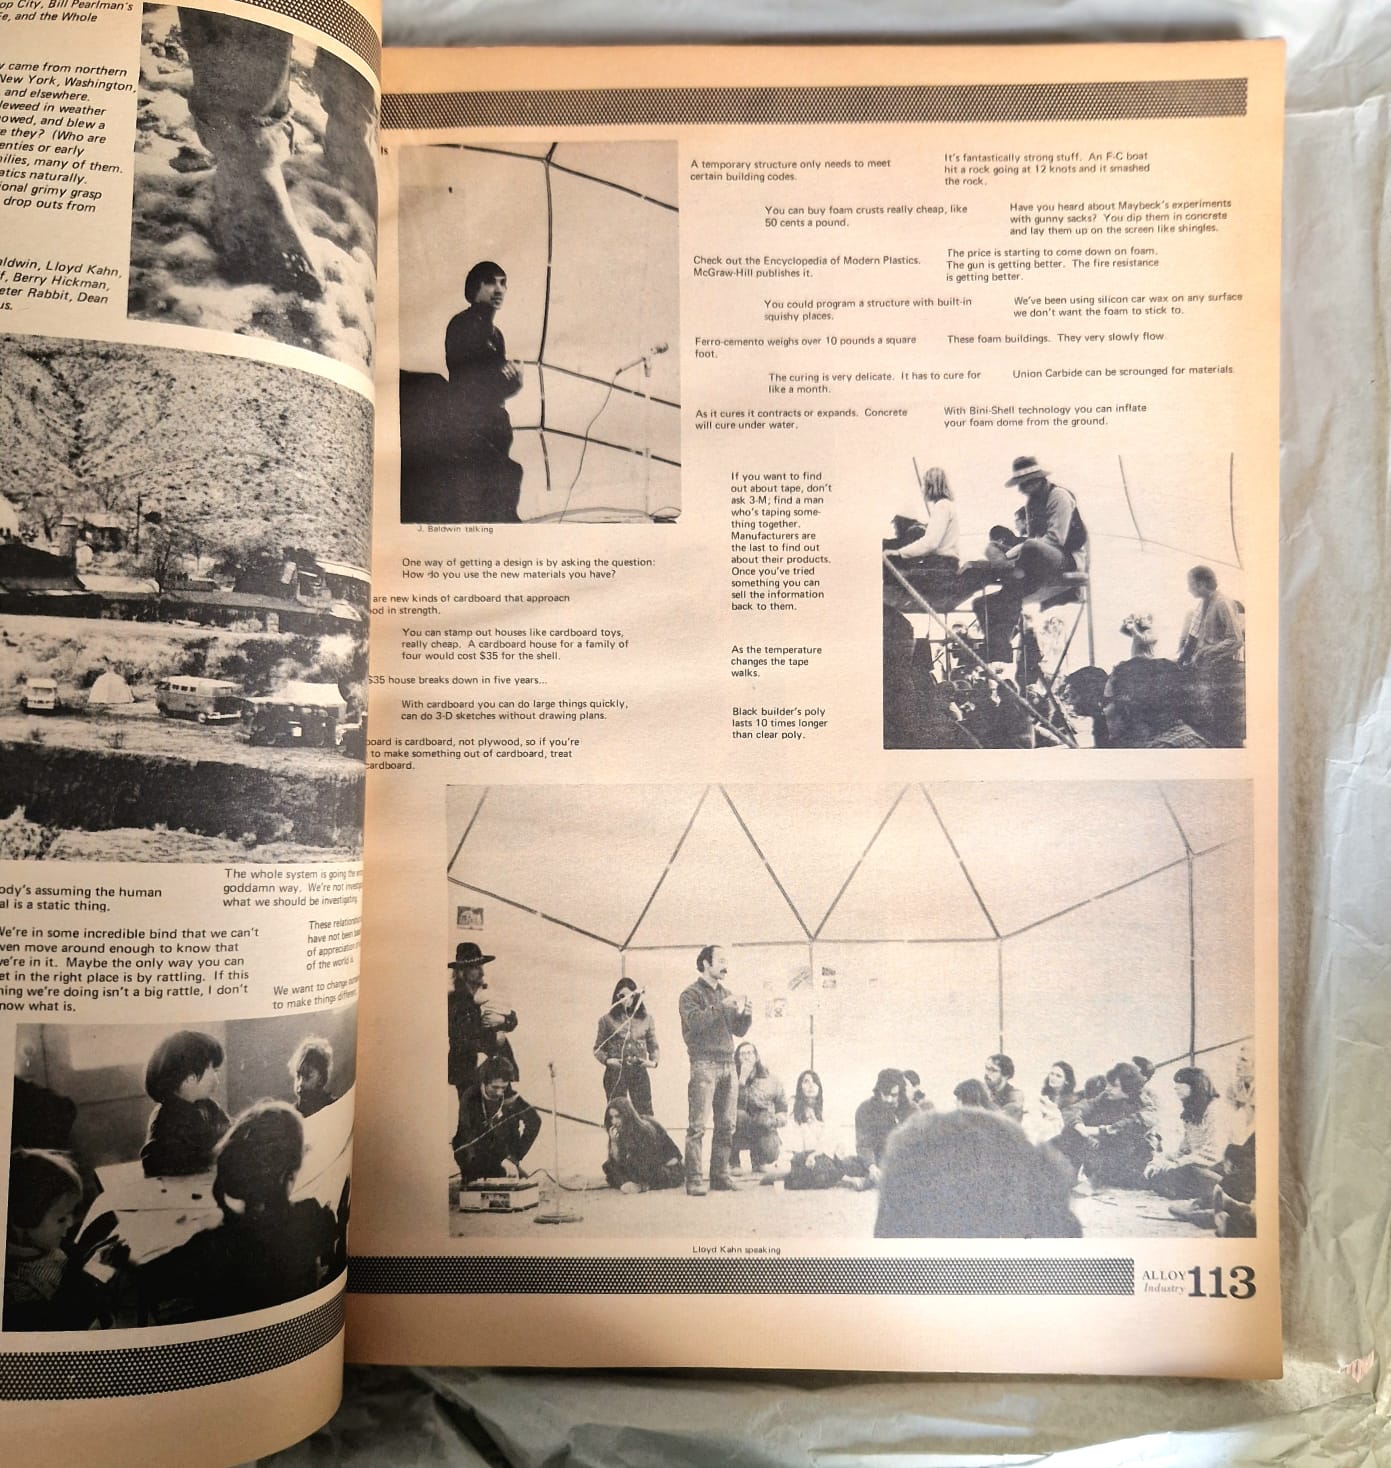 op City, Bill Pearlman's
e, and the Whole
came from northern
New York, Washington,
and elsewhere.
leweed in weather
owed, and blew a
e they? (Who are
enties or early
nilies, many of them.
atics naturally.
ional grimy grasp
drop outs from
aldwin, Lloyd Kahn,
f, Berry Hickman,
eter Rabbit, Dean
us.
ody's assuming the human
al is a static thing.
The whole system is going the
goddamn way. We're not
what we should be investigating.
We're in some incredible bind that we can't
ven move around enough to know that
we're in it. Maybe the only way you can
et in the right place is by rattling. If this
hing we're doing isn't a big rattle, I don't
now what is.
These
have not been
of appreciation
of the world is
We want to change
to make things
ls
J. Baldwin talking
One way of getting a design is by asking the question:
How do you use the new materials you have?
are new kinds of cardboard that approach
od in strength.
You can stamp out houses like cardboard toys,
really cheap. A cardboard house for a family of
four would cost $35 for the shell.
$35 house breaks down in five years...
With cardboard you can do large things quickly,
can do 3-D sketches without drawing plans.
board is cardboard, not plywood, so if you're
to make something out of cardboard, treat
cardboard.
A temporary structure only needs to meet
certain building codes.
You can buy foam crusts really cheap, like
50 cents a pound.
Check out the Encyclopedia of Modern Plastics.
McGraw-Hill publishes it.
You could program a structure with built-in
squishy places.
Ferro-cemento weighs over 10 pounds a square
foot.
The curing is very delicate. It has to cure for
like a month.
As it cures it contracts or expands. Concrete
will cure under water.
It's fantastically strong stuff. An F-C boat
hit a rock going at 12 knots and it smashed
the rock.
Have you heard about Maybeck's experiments
with gunny sacks? You dip them in concrete
and lay them up on the screen like shingles.
The price is starting to come down on foam.
The gun is getting better. The fire resistance
is getting better.
We've been using silicon car wax on any surface
we don't want the foam to stick to.
These foam buildings. They very slowly flow
Union Carbide can be scrounged for materials.
With Bini-Shell technology you can inflate
your foam dome from the ground.
If you want to find
out about tape, don't
ask 3-M; find a man
who's taping some-
thing together.
Manufacturers are
the last to find out
about their products.
Once you've tried
something you can
sell the information
back to them.
As the temperature
changes the tape
walks.
Black builder's poly
lasts 10 times longer
than clear poly.
Lloyd Kahn speaking
ALLOY
Industry
113